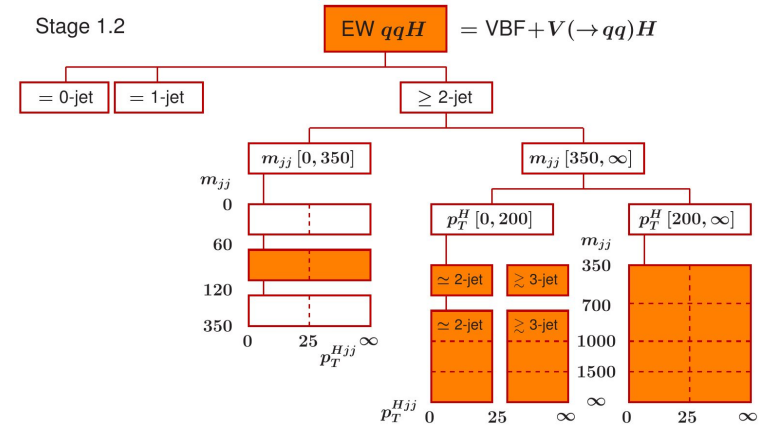 Stage 1.2
EW qqH = VBF+V(→qq)H
= 0-jet
= 1-jet
≥ 2-jet
m_jj [0, 350]
m_jj [350, ∞]
m_jj
0
60
120
350
0 25 ∞
p_T^Hjj
p_T^H [0, 200]
p_T^H [200, ∞]
m_jj
350
700
1000
1500
∞
≃ 2-jet
≳ 3-jet
≃ 2-jet
≳ 3-jet
p_T^Hjj 0 25 ∞
0 25 ∞